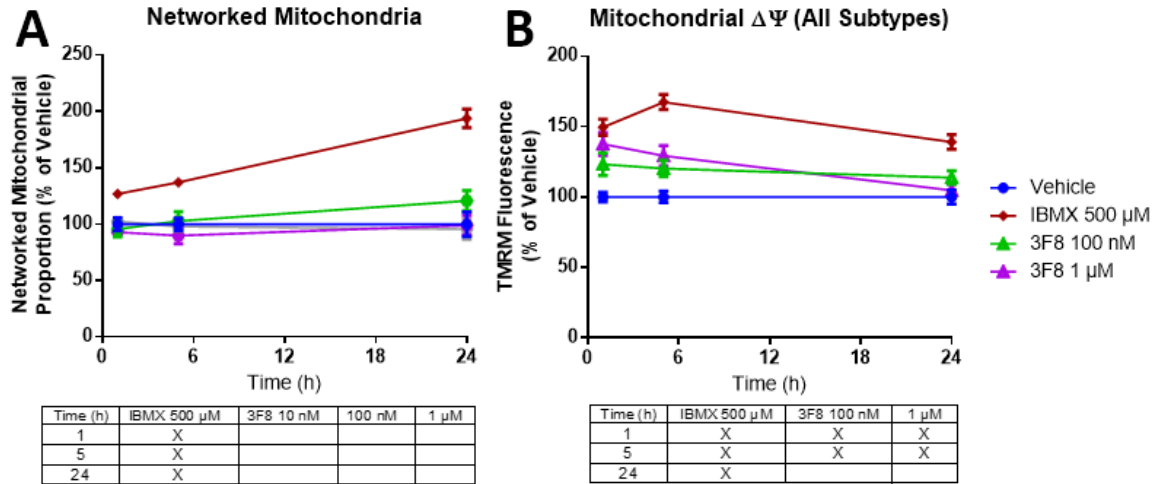 A
Networked Mitochondria
Networked Mitochondrial
Proportion (% of Vehicle)
250
200
150
100
50
0
0 6 12 18 24
Time (h)
Time (h) IBMX 500 µM 3F8 10 nM 100 nM 1 µM
1 X
5 X
24 X
B
Mitochondrial ΔΨ (All Subtypes)
TMRM Fluorescence
(% of Vehicle)
200
150
100
50
0
0 6 12 18 24
Time (h)
Vehicle
IBMX 500 µM
3F8 100 nM
3F8 1 µM
Time (h) IBMX 500 µM 3F8 100 nM 1 µM
1 X X X
5 X X X
24 X